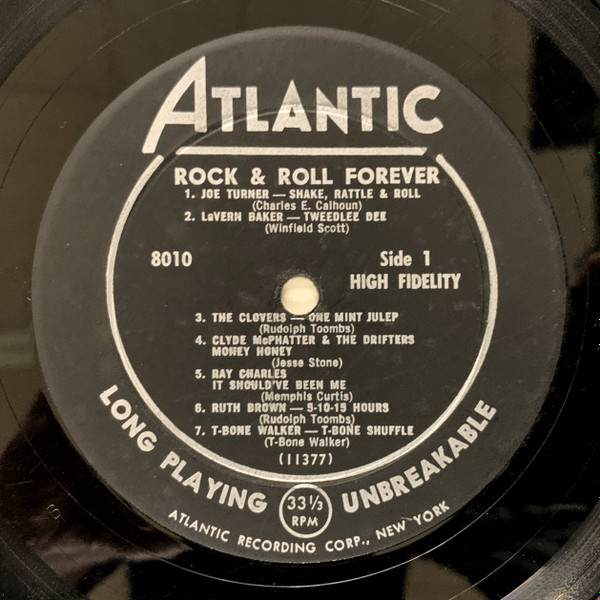 ATLANTIC
ROCK & ROLL FOREVER
1. JOE TURNER — SHAKE, RATTLE & ROLL
(Charles E. Calhoun)
2. LaVERN BAKER — TWEEDLEE DEE
(Winfield Scott)
8010
Side 1
HIGH FIDELITY
3. THE CLOVERS — ONE MINT JULEP
(Rudolph Toombs)
4. CLYDE McPHATTER & THE DRIFTERS
MONEY HONEY
(Jesse Stone)
5. RAY CHARLES
IT SHOULD'VE BEEN ME
(Memphis Curtis)
6. RUTH BROWN — 5-10-15 HOURS
(Rudolph Toombs)
7. T-BONE WALKER — T-BONE SHUFFLE
(T-Bone Walker)
(11377)
LONG PLAYING 33 1/3 RPM UNBREAKABLE
ATLANTIC RECORDING CORP., NEW YORK